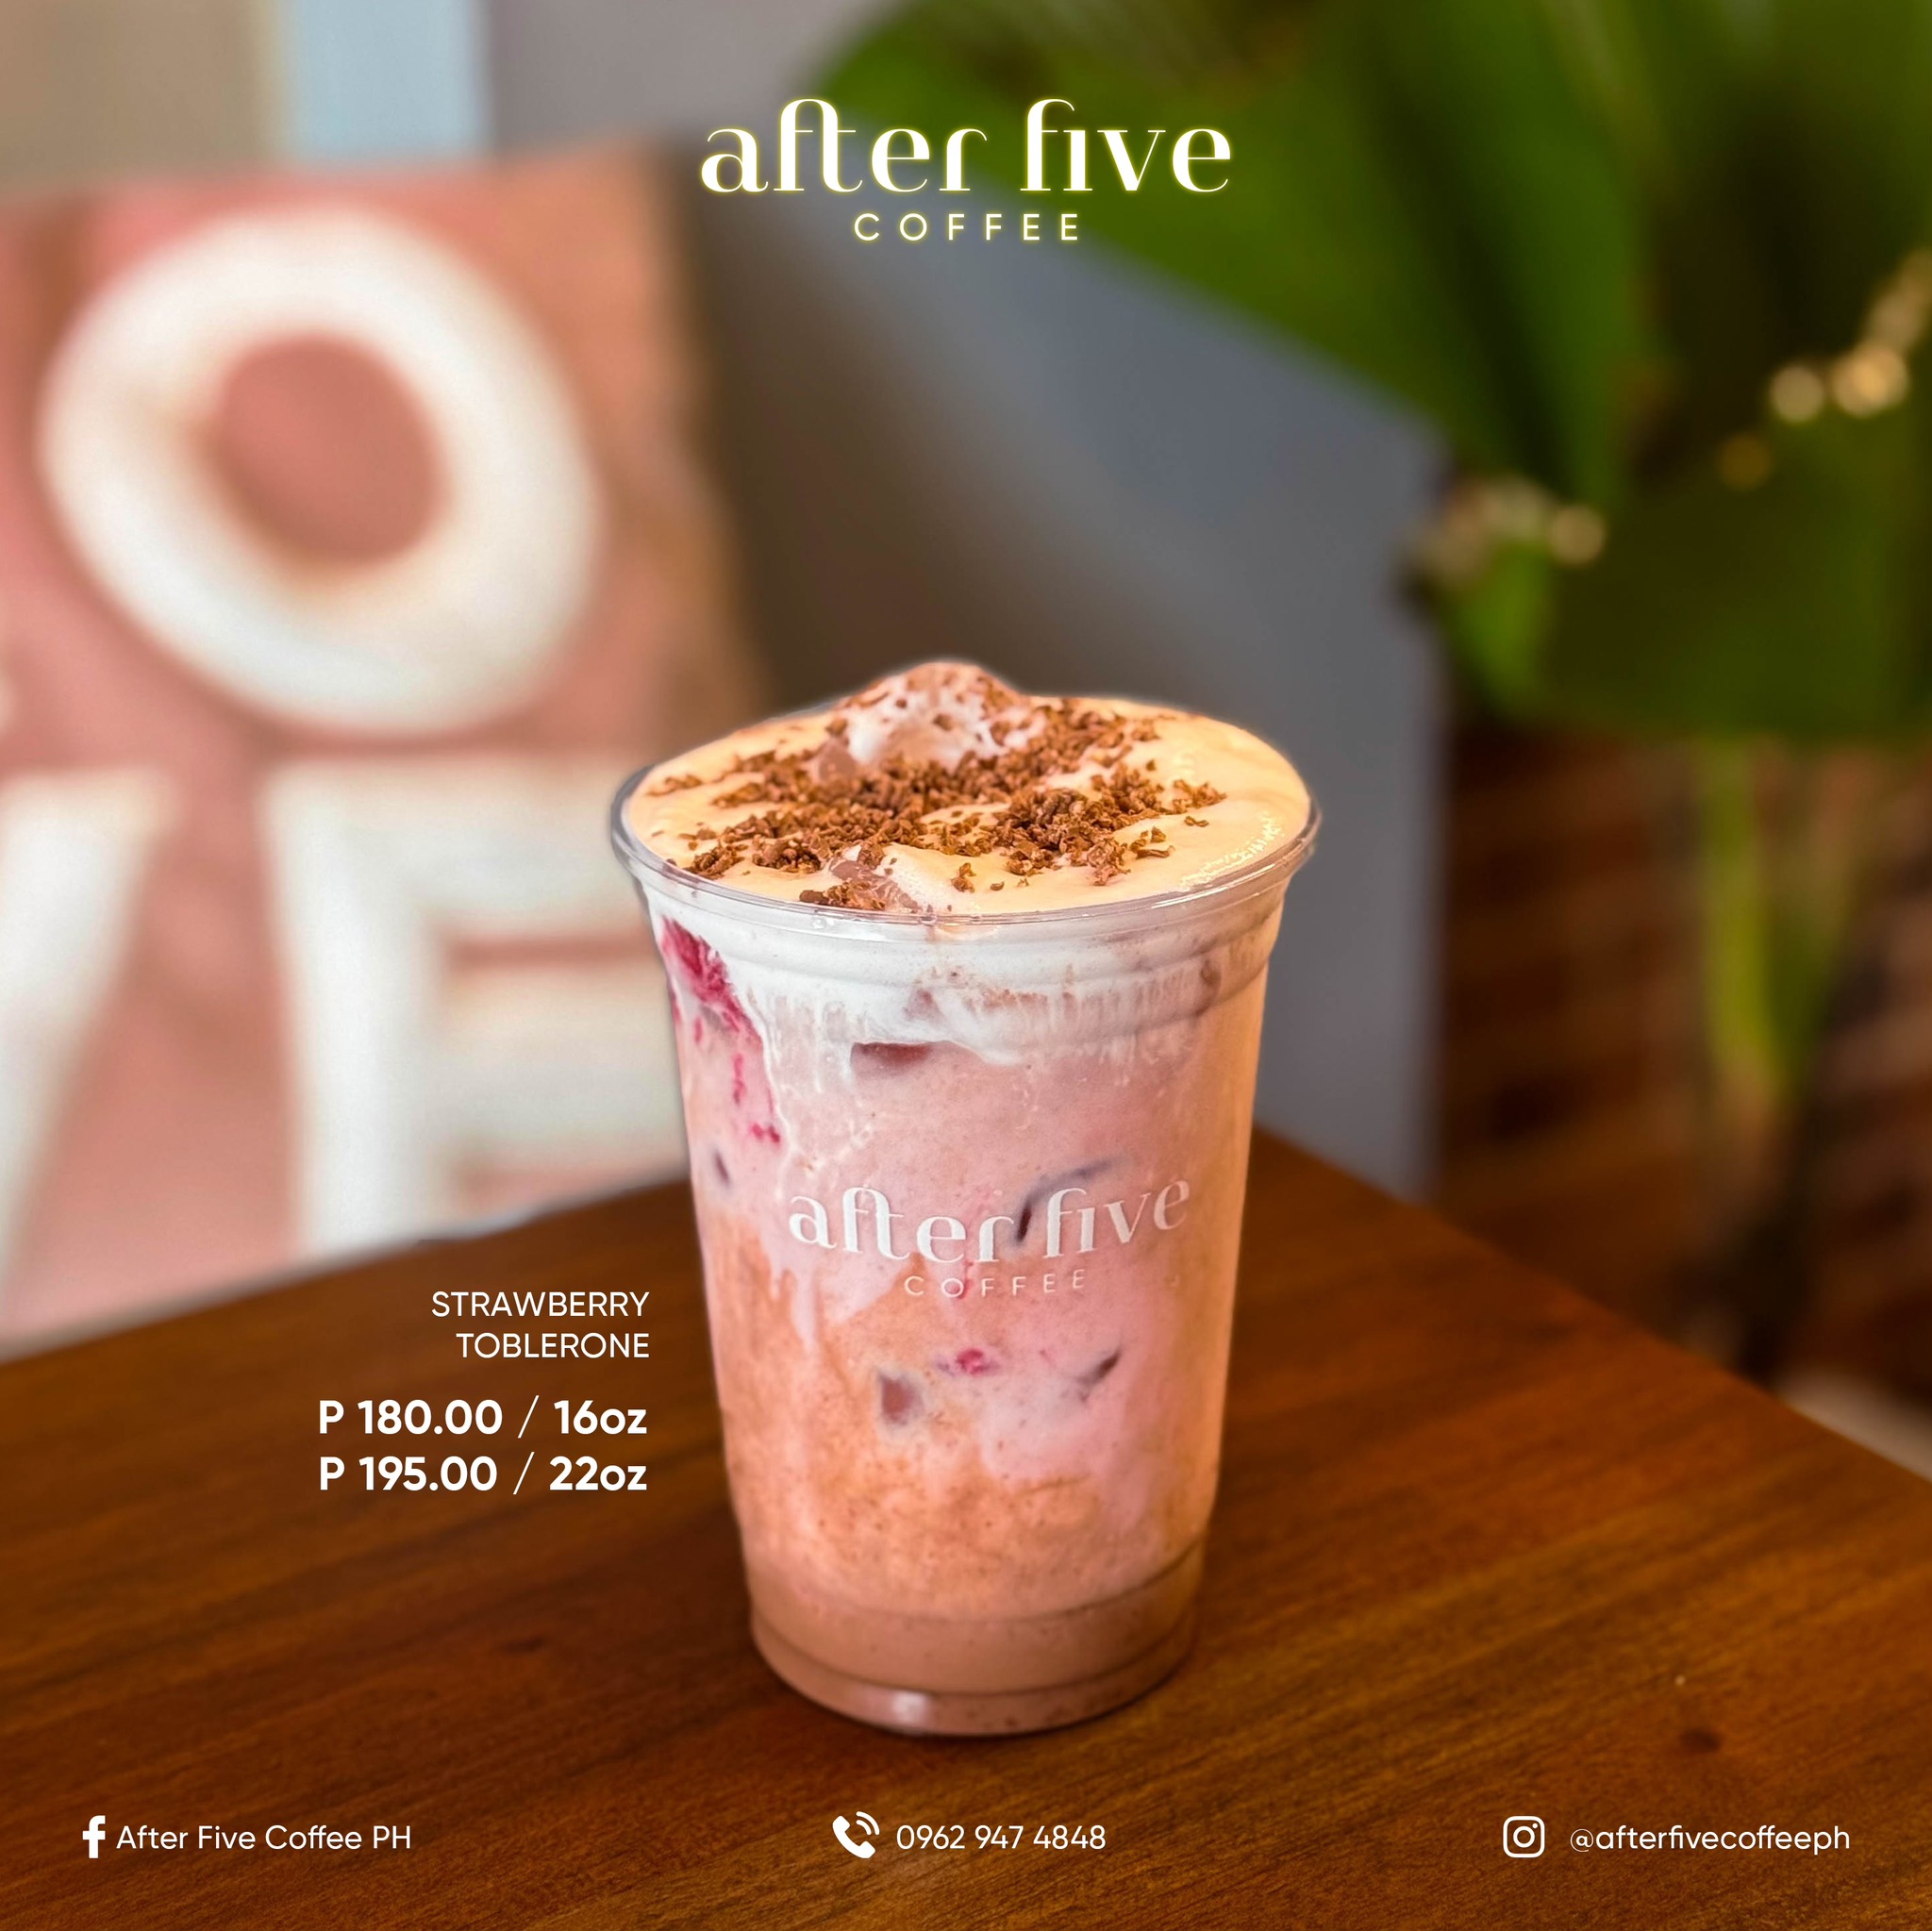 after five
COFFEE
O
VE
after five
COFFEE
STRAWBERRY
TOBLERONE
P 180.00 / 16oz
P 195.00 / 22oz
After Five Coffee PH
0962 947 4848
@afterfivecoffeeph